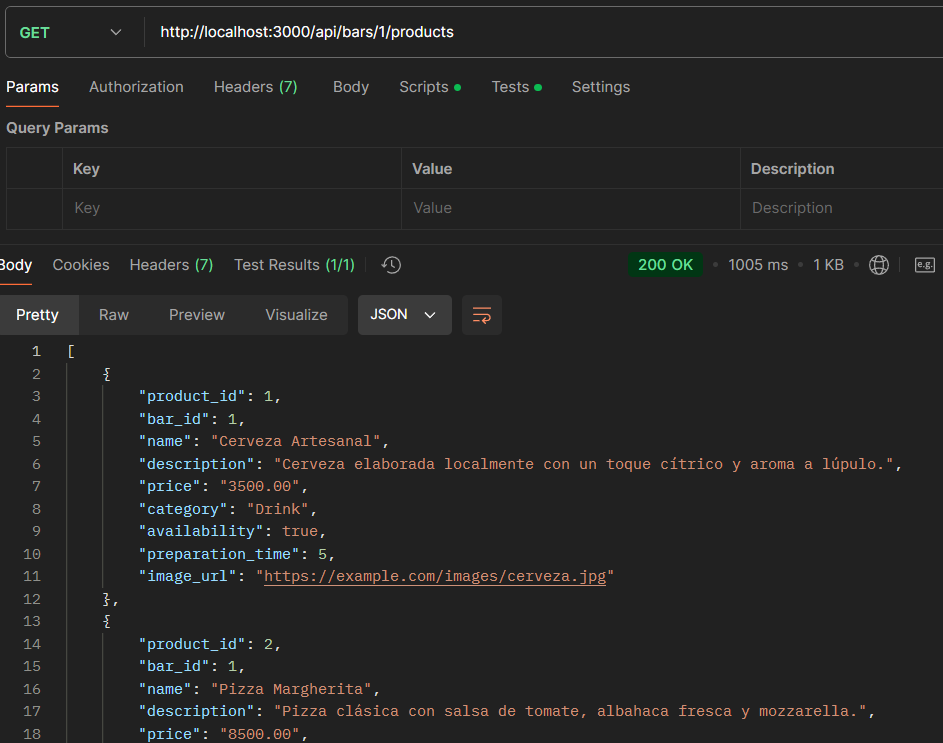 GET http://localhost:3000/api/bars/1/products
Params Authorization Headers (7) Body Scripts Tests Settings
Query Params
Key Value Description
Key Value Description
Body Cookies Headers (7) Test Results (1/1) 200 OK • 1005 ms • 1 KB • e.g.
Pretty Raw Preview Visualize JSON
1 [
2 {
3 "product_id": 1,
4 "bar_id": 1,
5 "name": "Cerveza Artesanal",
6 "description": "Cerveza elaborada localmente con un toque cítrico y aroma a lúpulo.",
7 "price": "3500.00",
8 "category": "Drink",
9 "availability": true,
10 "preparation_time": 5,
11 "image_url": "https://example.com/images/cerveza.jpg"
12 },
13 {
14 "product_id": 2,
15 "bar_id": 1,
16 "name": "Pizza Margherita",
17 "description": "Pizza clásica con salsa de tomate, albahaca fresca y mozzarella.",
18 "price": "8500.00",